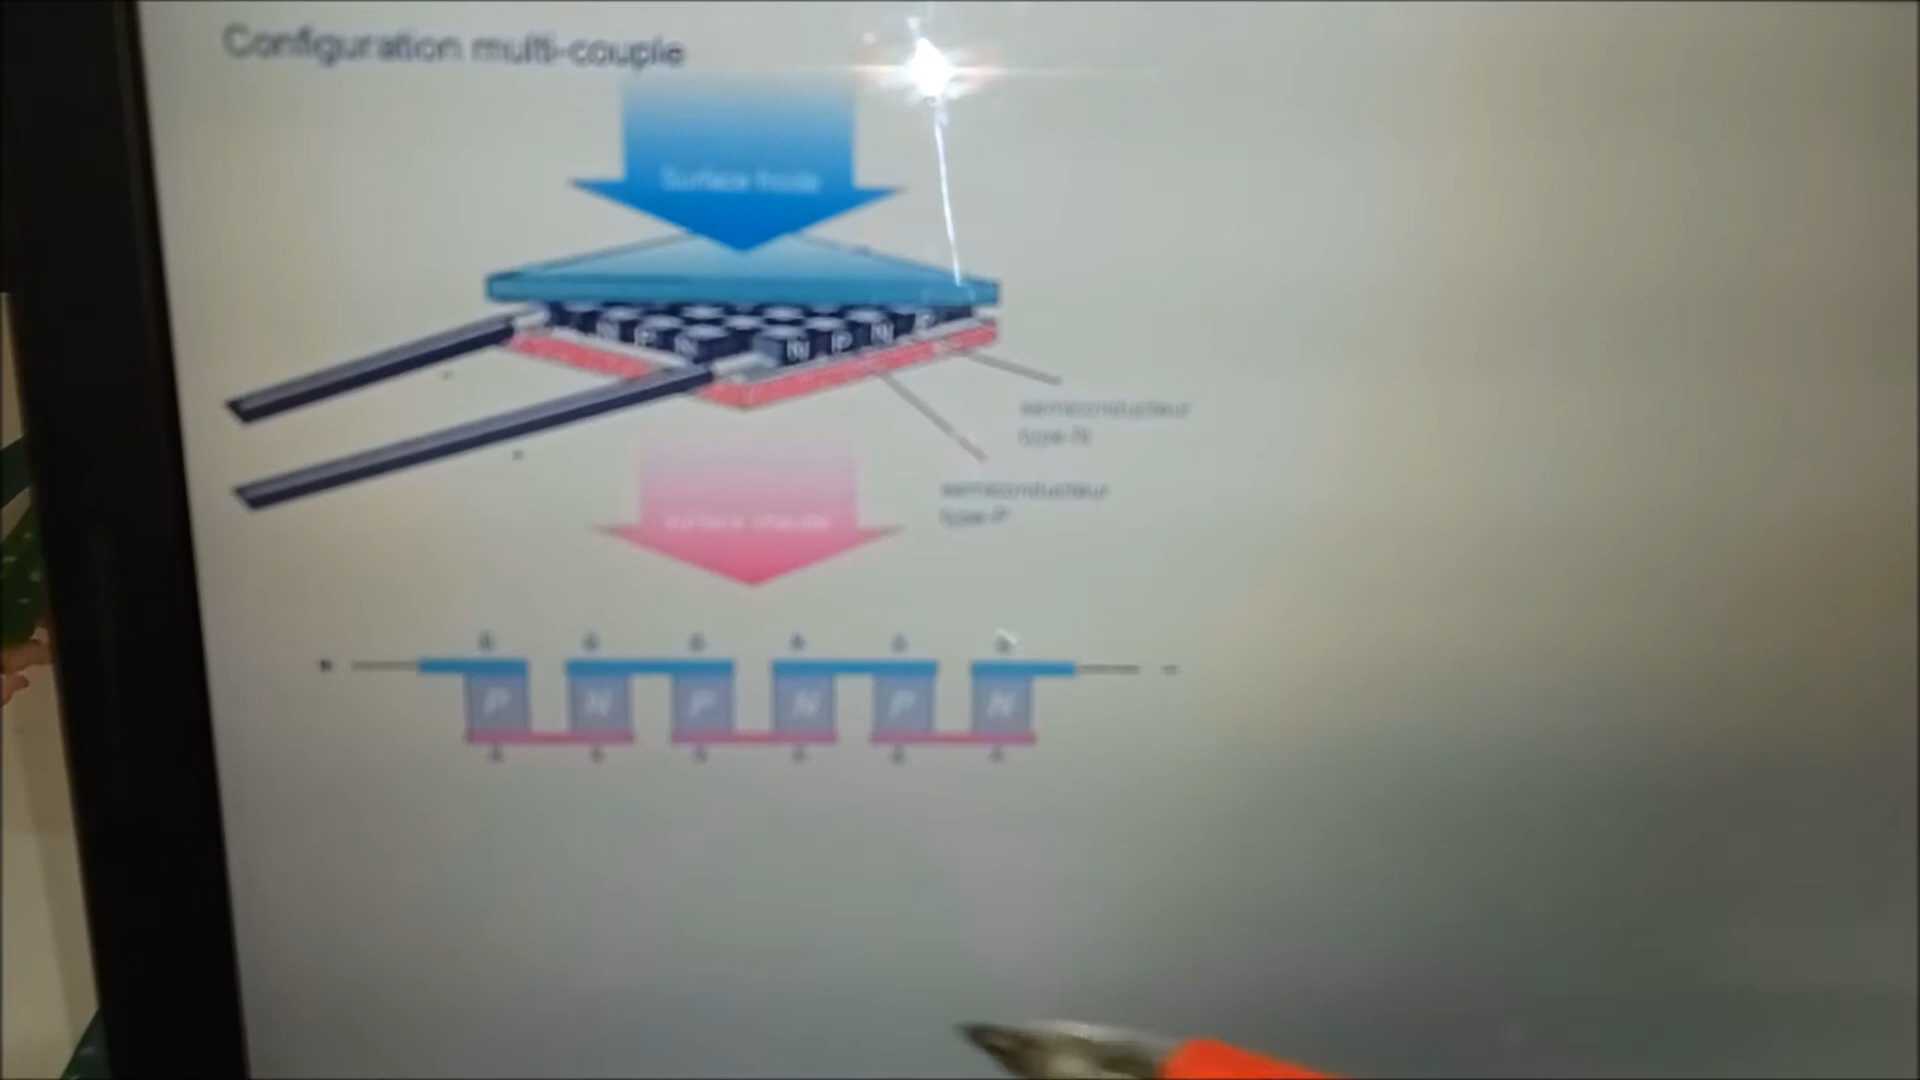 Configuration multi-couple
Surface froide
N P N N P N P
semiconducteur
type-N
semiconducteur
type-P
surface chaude
P N P N P N